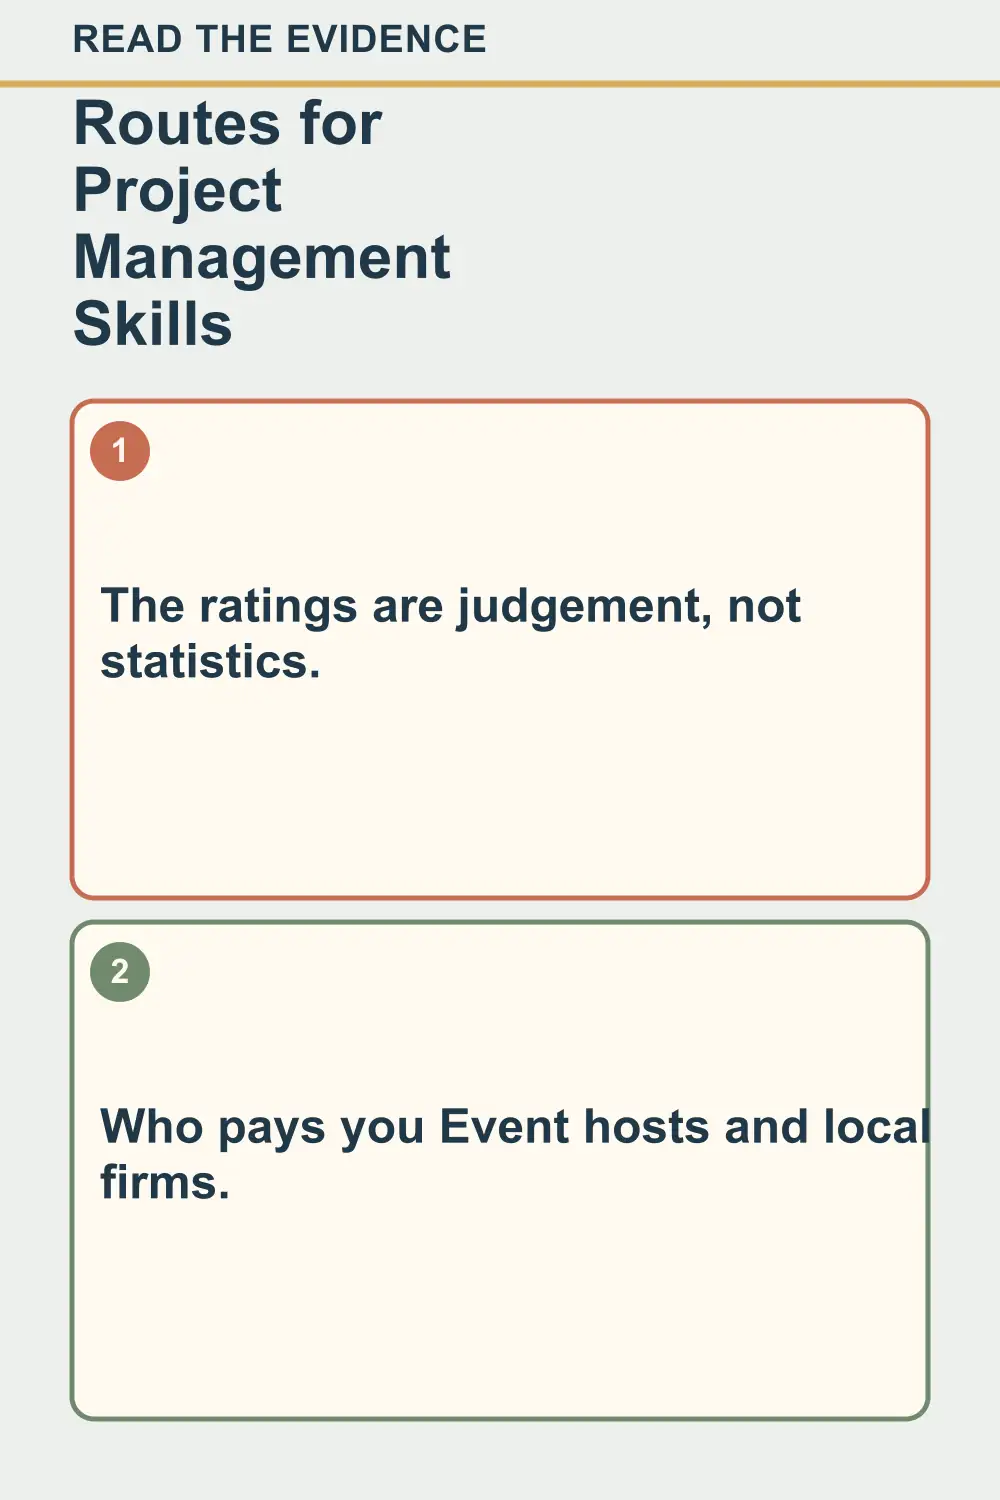 READ THE EVIDENCE
Routes for
Project
Management
Skills
1
The ratings are judgement, not
statistics.
2
Who pays you Event hosts and local
firms.